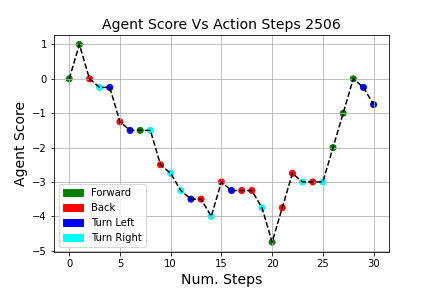 Agent Score Vs Action Steps 2506
Agent Score
1
0
−1
−2
−3
−4
−5
Forward
Back
Turn Left
Turn Right
0 5 10 15 20 25 30
Num. Steps